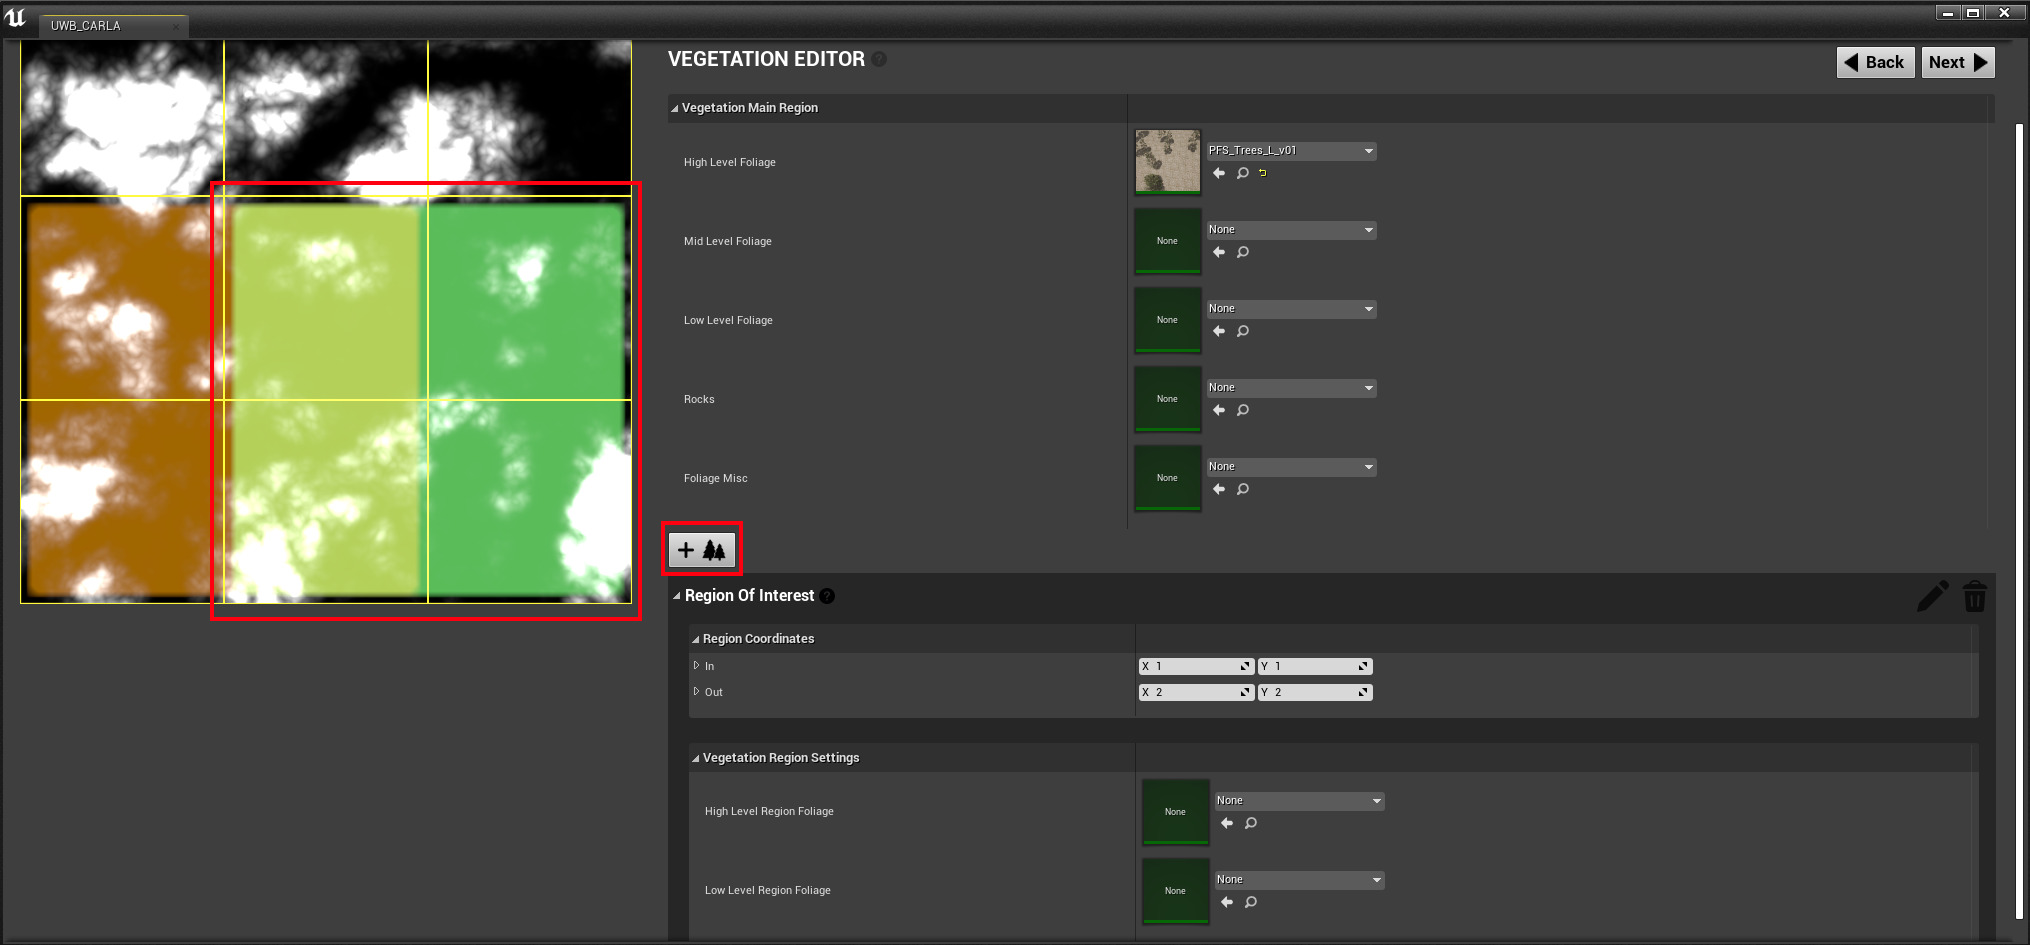 UWB_CARLA
VEGETATION EDITOR ?
Back
Next
Vegetation Main Region
High Level Foliage
PFS_Trees_L_v01
Mid Level Foliage
None
None
Low Level Foliage
None
None
Rocks
None
None
Foliage Misc
None
None
+
Region Of Interest ?
Region Coordinates
In
X 1
Y 1
Out
X 2
Y 2
Vegetation Region Settings
High Level Region Foliage
None
None
Low Level Region Foliage
None
None